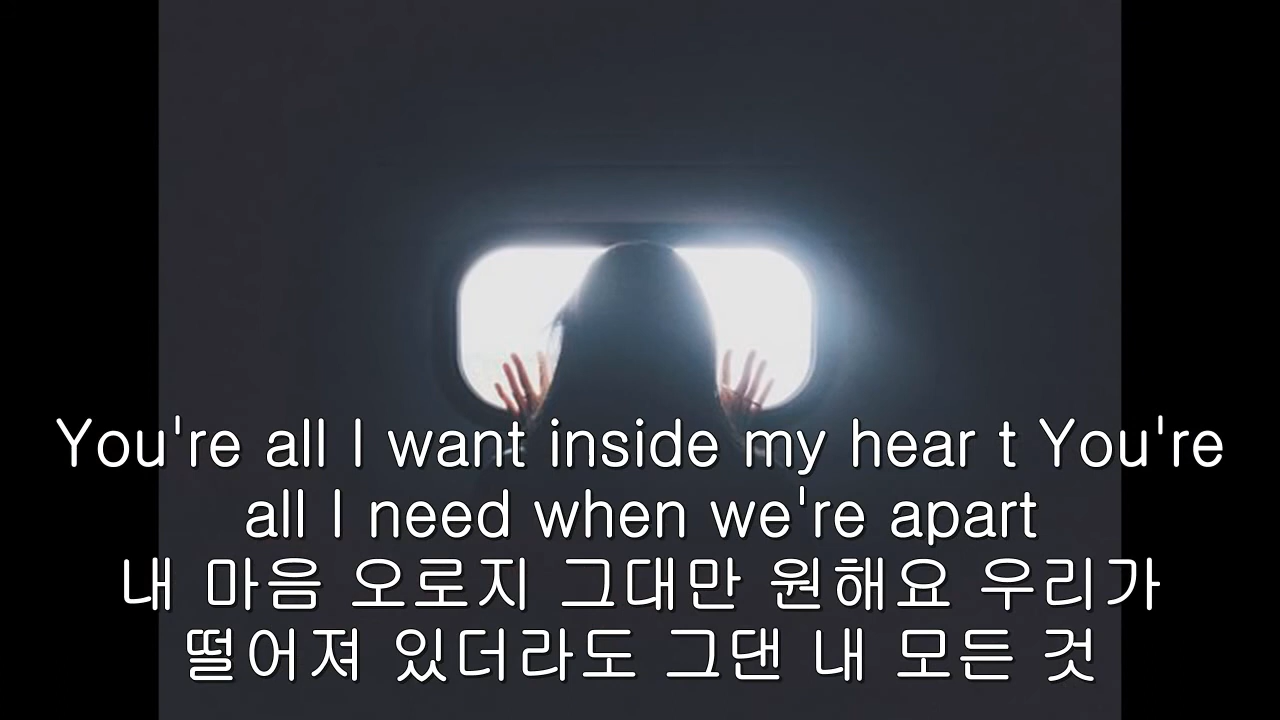 You're all I want inside my hear t You're
all I need when we're apart
내 마음 오로지 그대만 원해요 우리가
떨어져 있더라도 그댄 내 모든 것